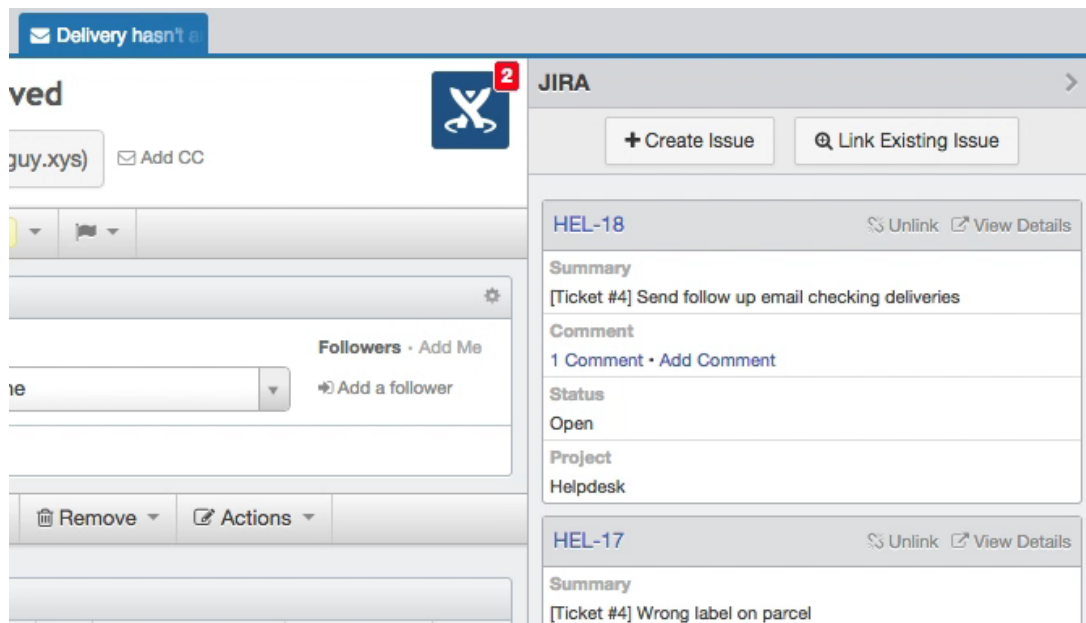 Delivery hasn't a
ved
2
guy.xys)
Add CC
Followers · Add Me
ne
Add a follower
Remove
Actions
JIRA
Create Issue
Link Existing Issue
HEL-18
Unlink
View Details
Summary
[Ticket #4] Send follow up email checking deliveries
Comment
1 Comment • Add Comment
Status
Open
Project
Helpdesk
HEL-17
Unlink
View Details
Summary
[Ticket #4] Wrong label on parcel